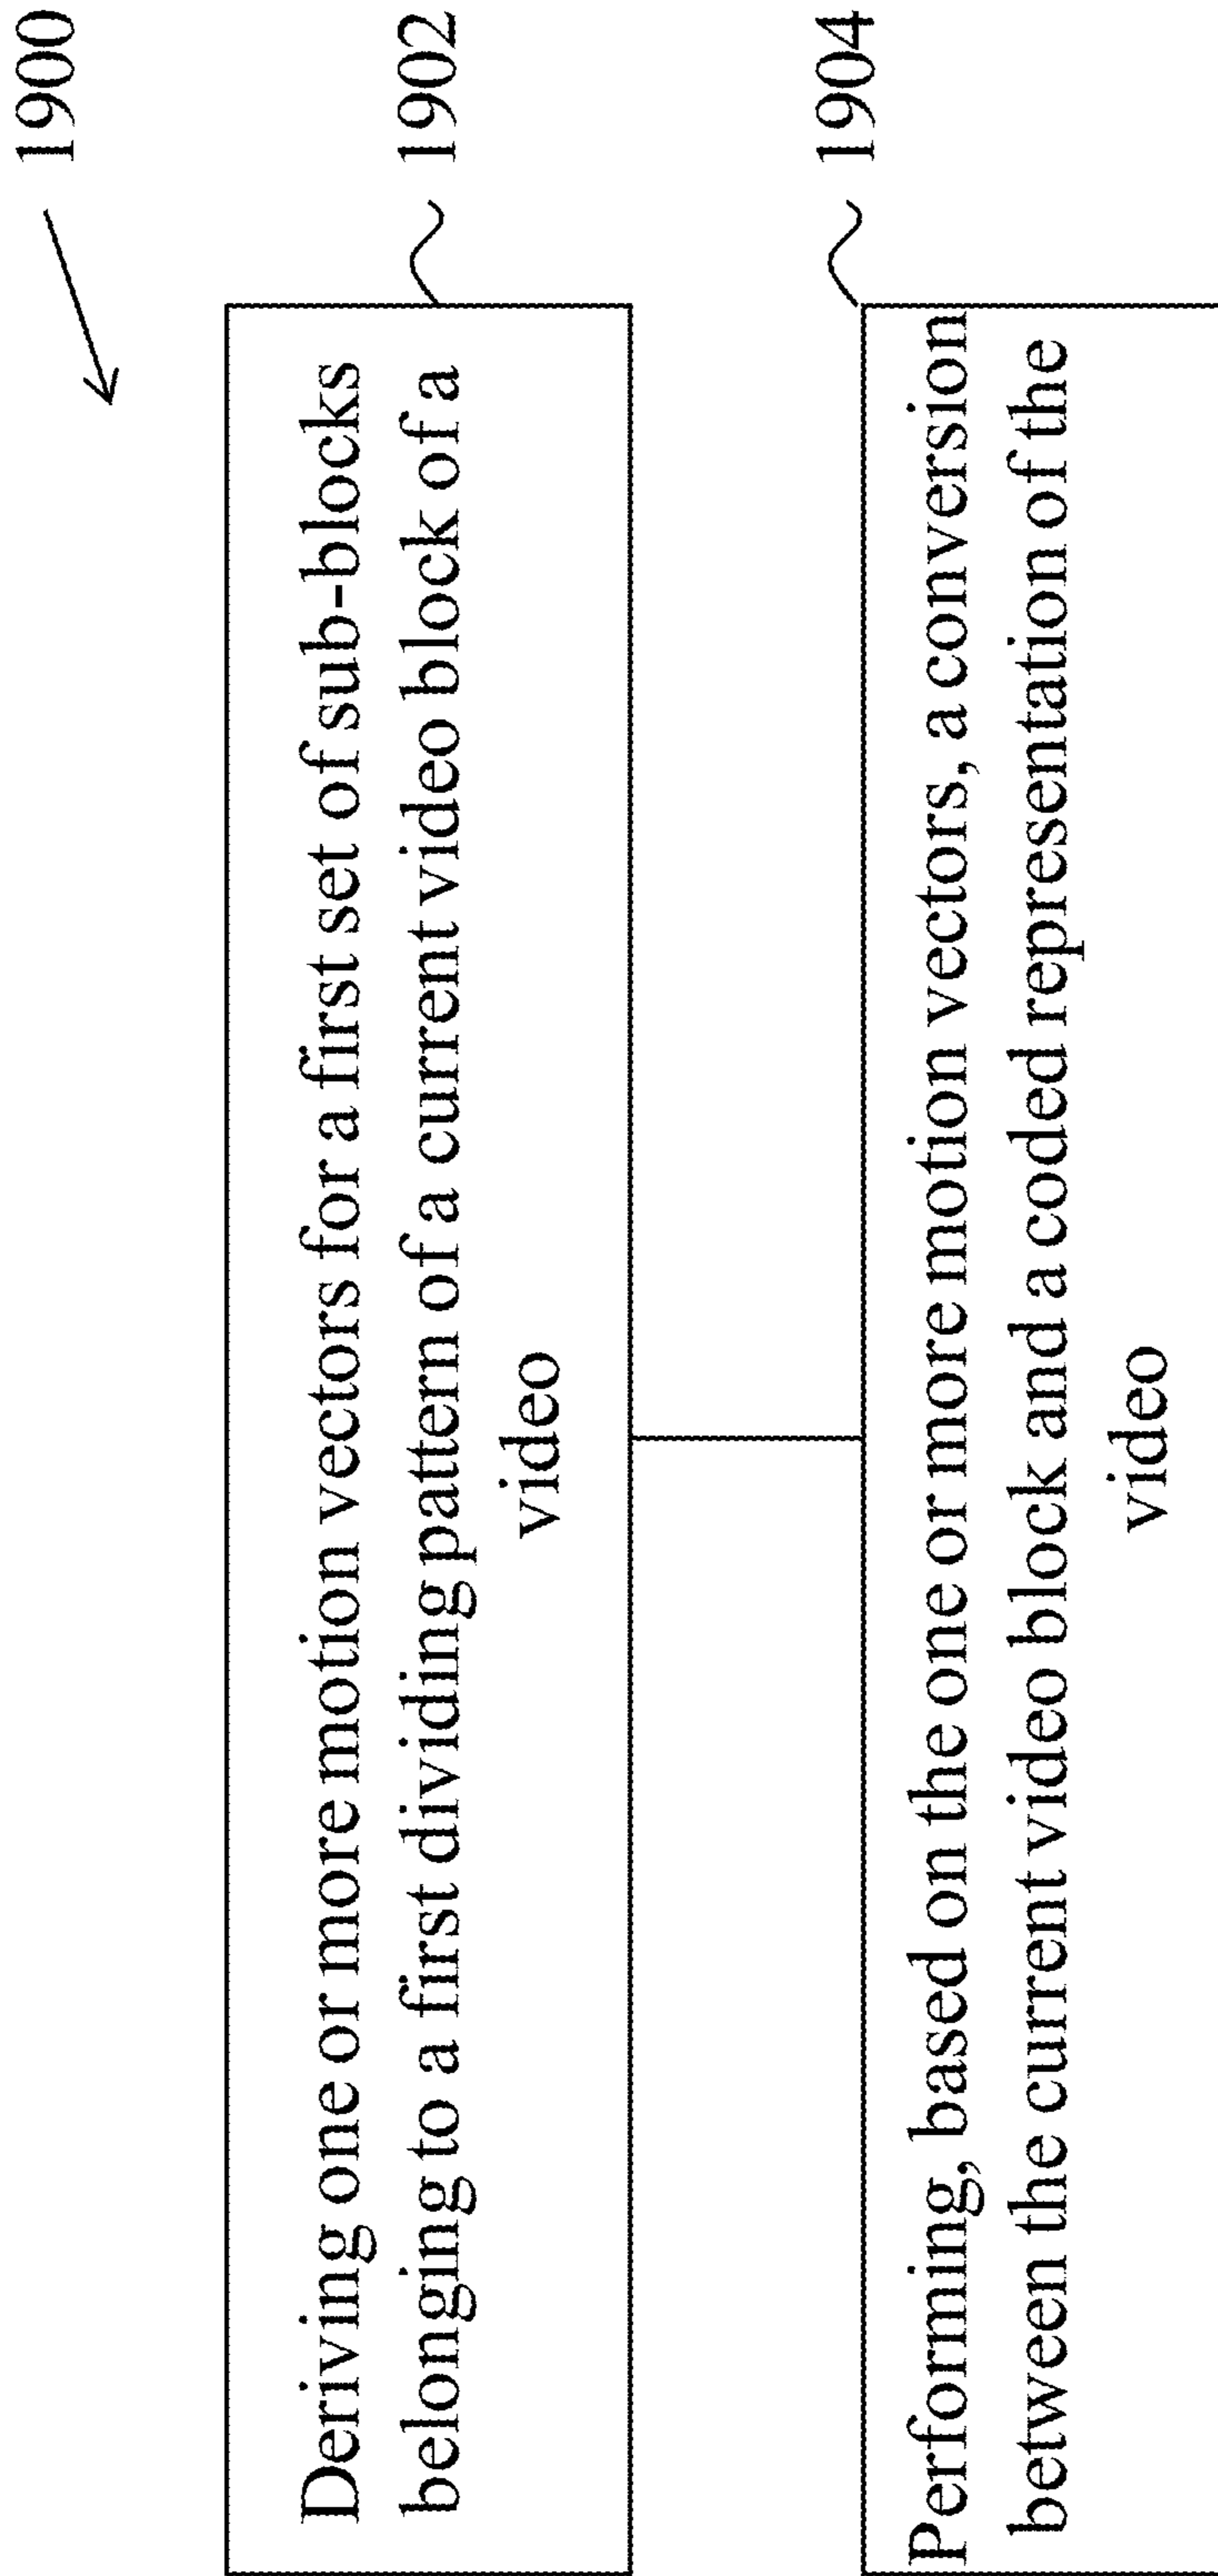 1900
Deriving one or more motion vectors for a first set of sub-blocks
belonging to a first dividing pattern of a current video block of a
video
1902
Performing, based on the one or more motion vectors, a conversion
between the current video block and a coded representation of the
video
1904